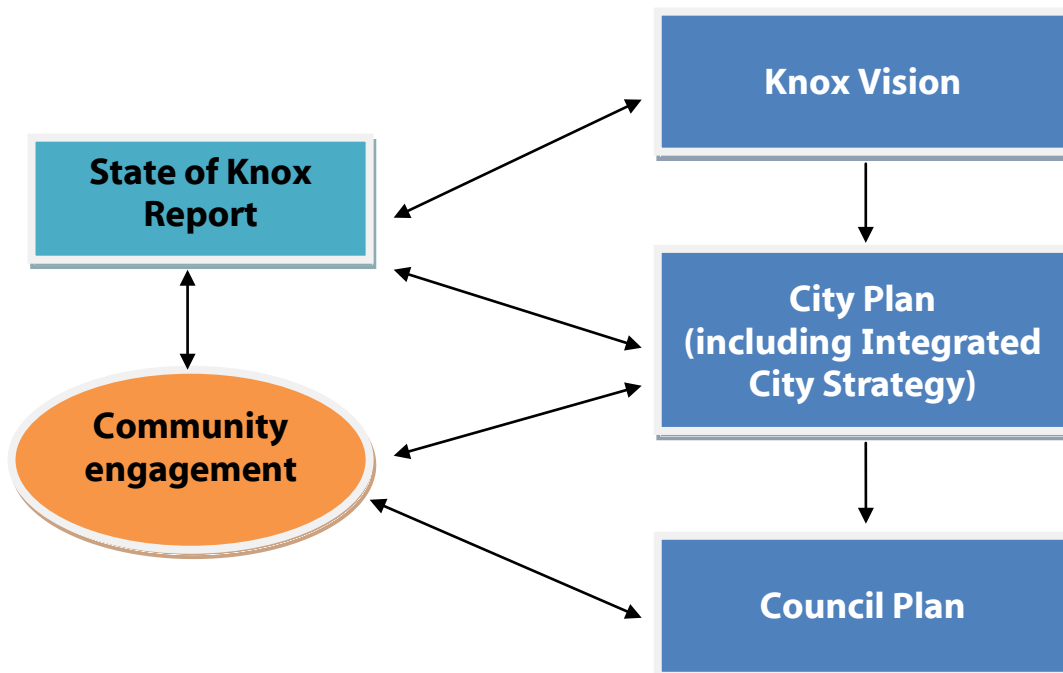 Knox Vision
State of Knox
Report
City Plan
(including Integrated
City Strategy)
Community
engagement
Council Plan